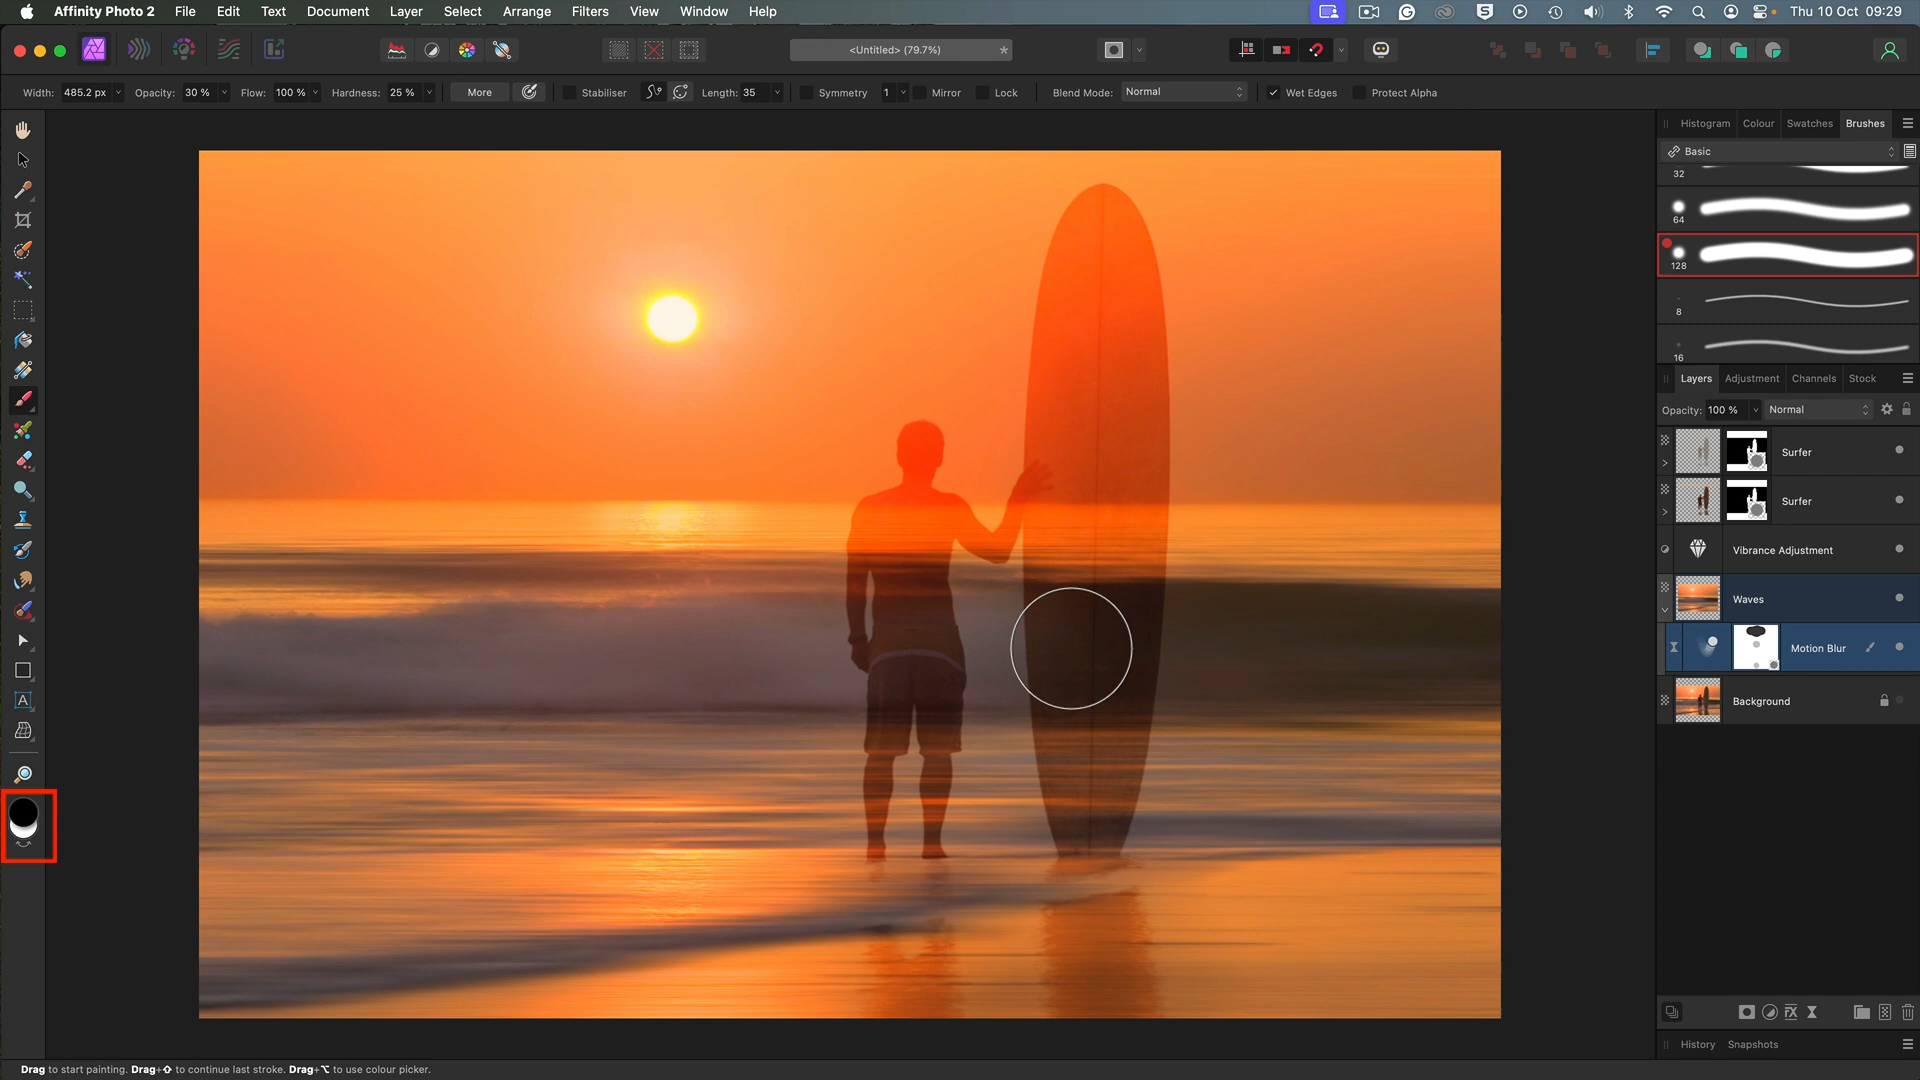 Affinity Photo 2 File Edit Text Document Layer Select Arrange Filters View Window Help Thu 10 Oct 09:29
<Untitled> (79.7%)
Width: 485.2 px Opacity: 30 % Flow: 100 % Hardness: 25 % More Stabiliser Length: 35 Symmetry 1 Mirror Lock Blend Mode: Normal Wet Edges Protect Alpha
Histogram Colour Swatches Brushes
Basic
32
64
128
8
16
Layers Adjustment Channels Stock
Opacity: 100 % Normal
Surfer
Surfer
Vibrance Adjustment
Waves
Motion Blur
Background
History Snapshots
Drag to start painting. Drag+⇧ to continue last stroke. Drag+⌥ to use colour picker.